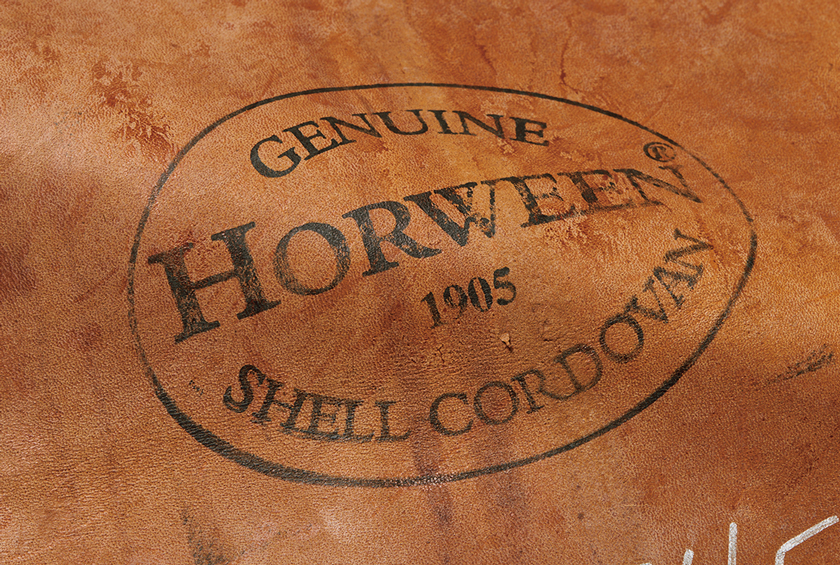 GENUINE
HORWEEN®
1905
SHELL CORDOVAN